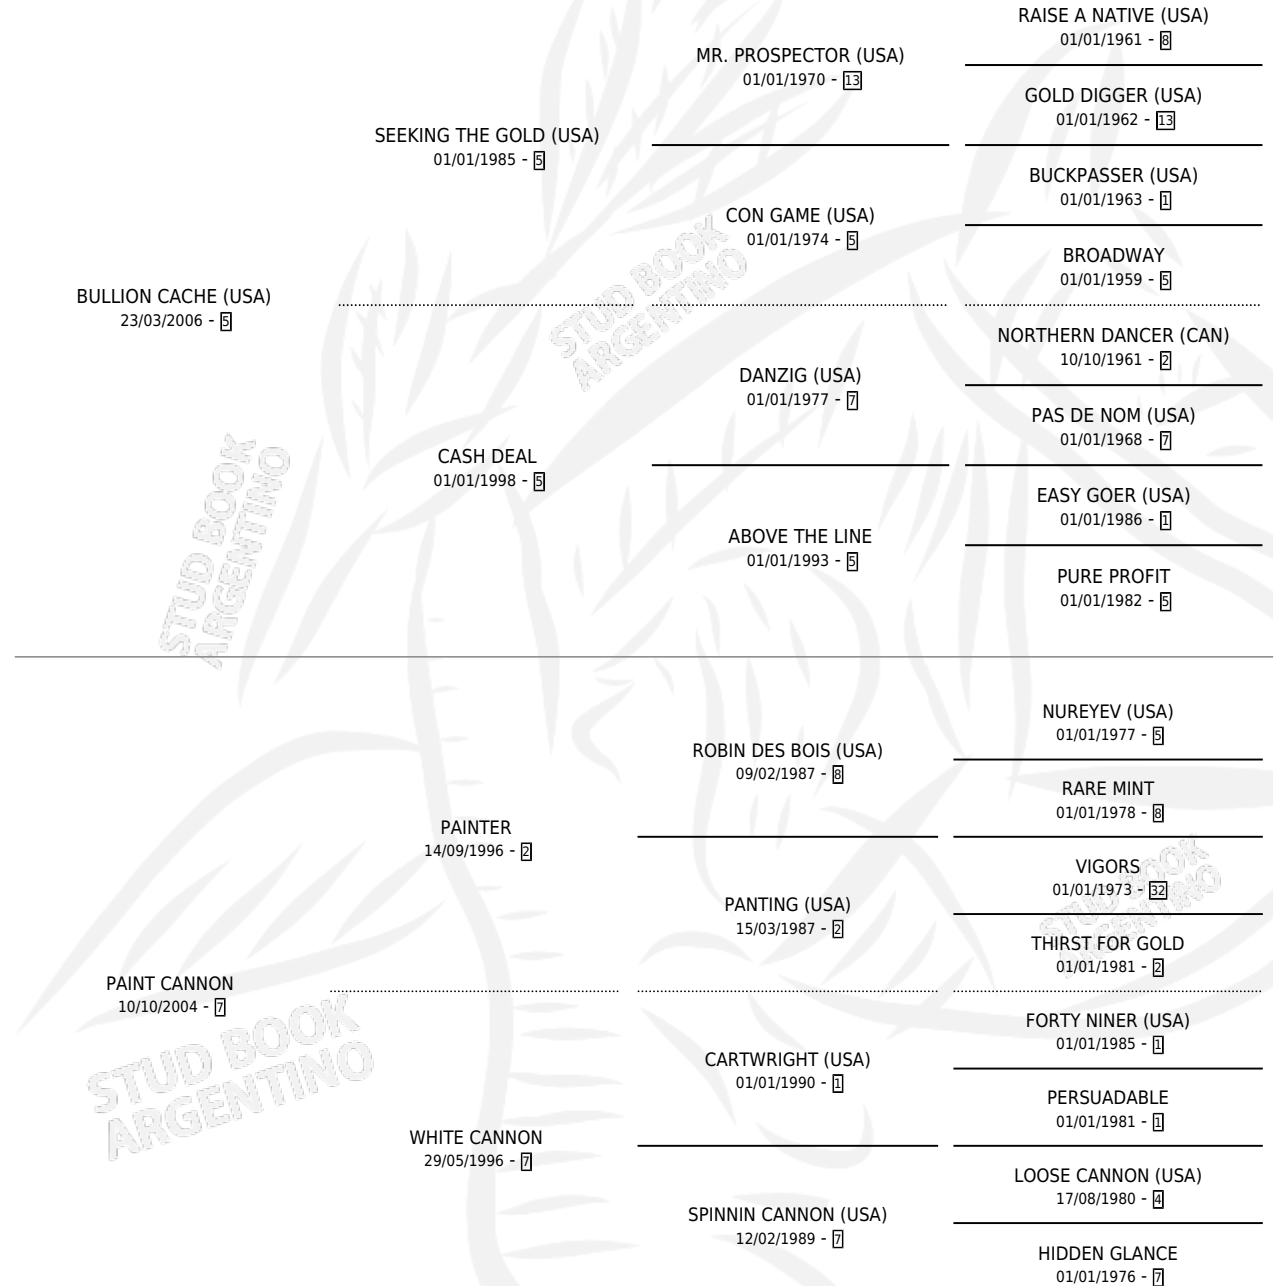 RAISE A NATIVE (USA)
01/01/1961 - 8
MR. PROSPECTOR (USA)
01/01/1970 - 13
GOLD DIGGER (USA)
01/01/1962 - 13
SEEKING THE GOLD (USA)
01/01/1985 - 5
BUCKPASSER (USA)
01/01/1963 - 1
CON GAME (USA)
01/01/1974 - 5
BROADWAY
01/01/1959 - 5
BULLION CACHE (USA)
23/03/2006 - 5
STUD BOOK
ARGENTINO
NORTHERN DANCER (CAN)
10/10/1961 - 2
DANZIG (USA)
01/01/1977 - 7
PAS DE NOM (USA)
01/01/1968 - 7
CASH DEAL
01/01/1998 - 5
EASY GOER (USA)
01/01/1986 - 1
ABOVE THE LINE
01/01/1993 - 5
PURE PROFIT
01/01/1982 - 5
STUD BOOK
ARGENTINO
NUREYEV (USA)
01/01/1977 - 5
ROBIN DES BOIS (USA)
09/02/1987 - 8
RARE MINT
01/01/1978 - 8
PAINTER
14/09/1996 - 2
VIGORS
01/01/1973 - 32
PANTING (USA)
15/03/1987 - 2
STUD BOOK
ARGENTINO
THIRST FOR GOLD
01/01/1981 - 2
PAINT CANNON
10/10/2004 - 7
FORTY NINER (USA)
01/01/1985 - 1
CARTWRIGHT (USA)
01/01/1990 - 1
STUD BOOK
ARGENTINO
PERSUADABLE
01/01/1981 - 1
WHITE CANNON
29/05/1996 - 7
LOOSE CANNON (USA)
17/08/1980 - 4
SPINNIN CANNON (USA)
12/02/1989 - 7
HIDDEN GLANCE
01/01/1976 - 7